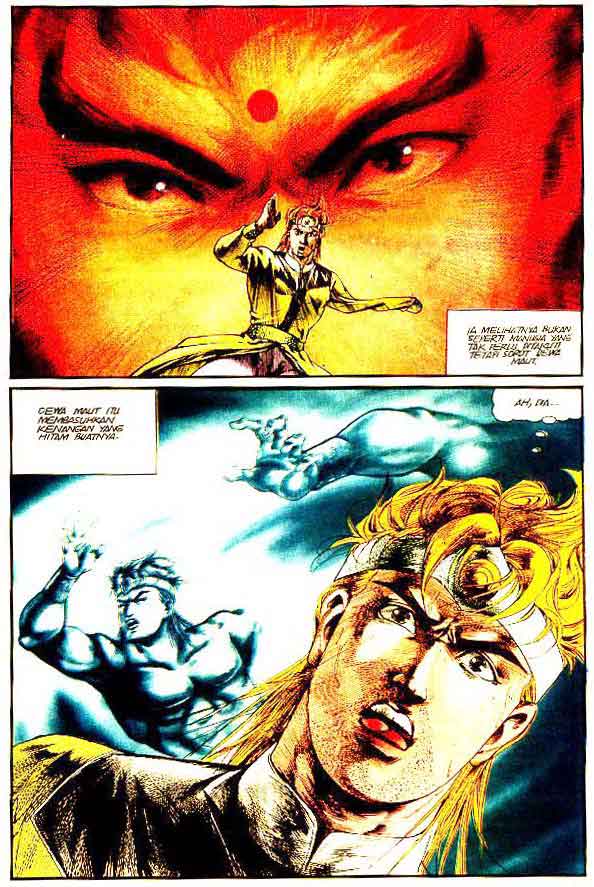 IA MELIHATNYA BUKAN
SEPERTI MANUSIA YANG
TAK PERLU DITAKUTI
TETAPI SOROT DEWA
MAUT.
DEWA MAUT ITU
MEMBASUHKAN
KENANGAN YANG
HITAM BUATNYA.
AH, DIA...